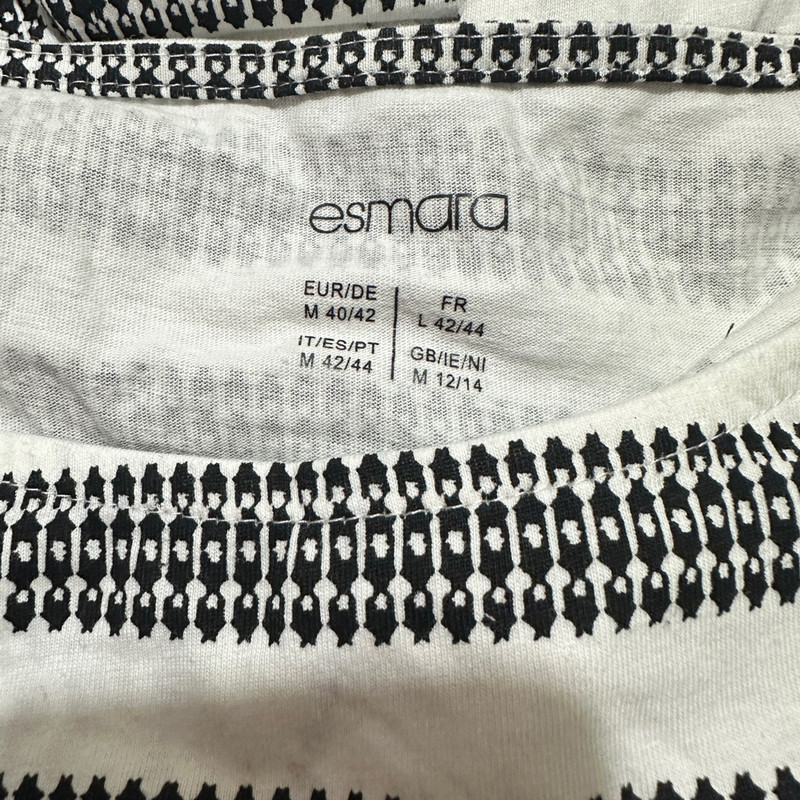 esmara
EUR/DE
M 40/42
FR
L 42/44
IT/ES/PT
M 42/44
GB/IE/NI
M 12/14